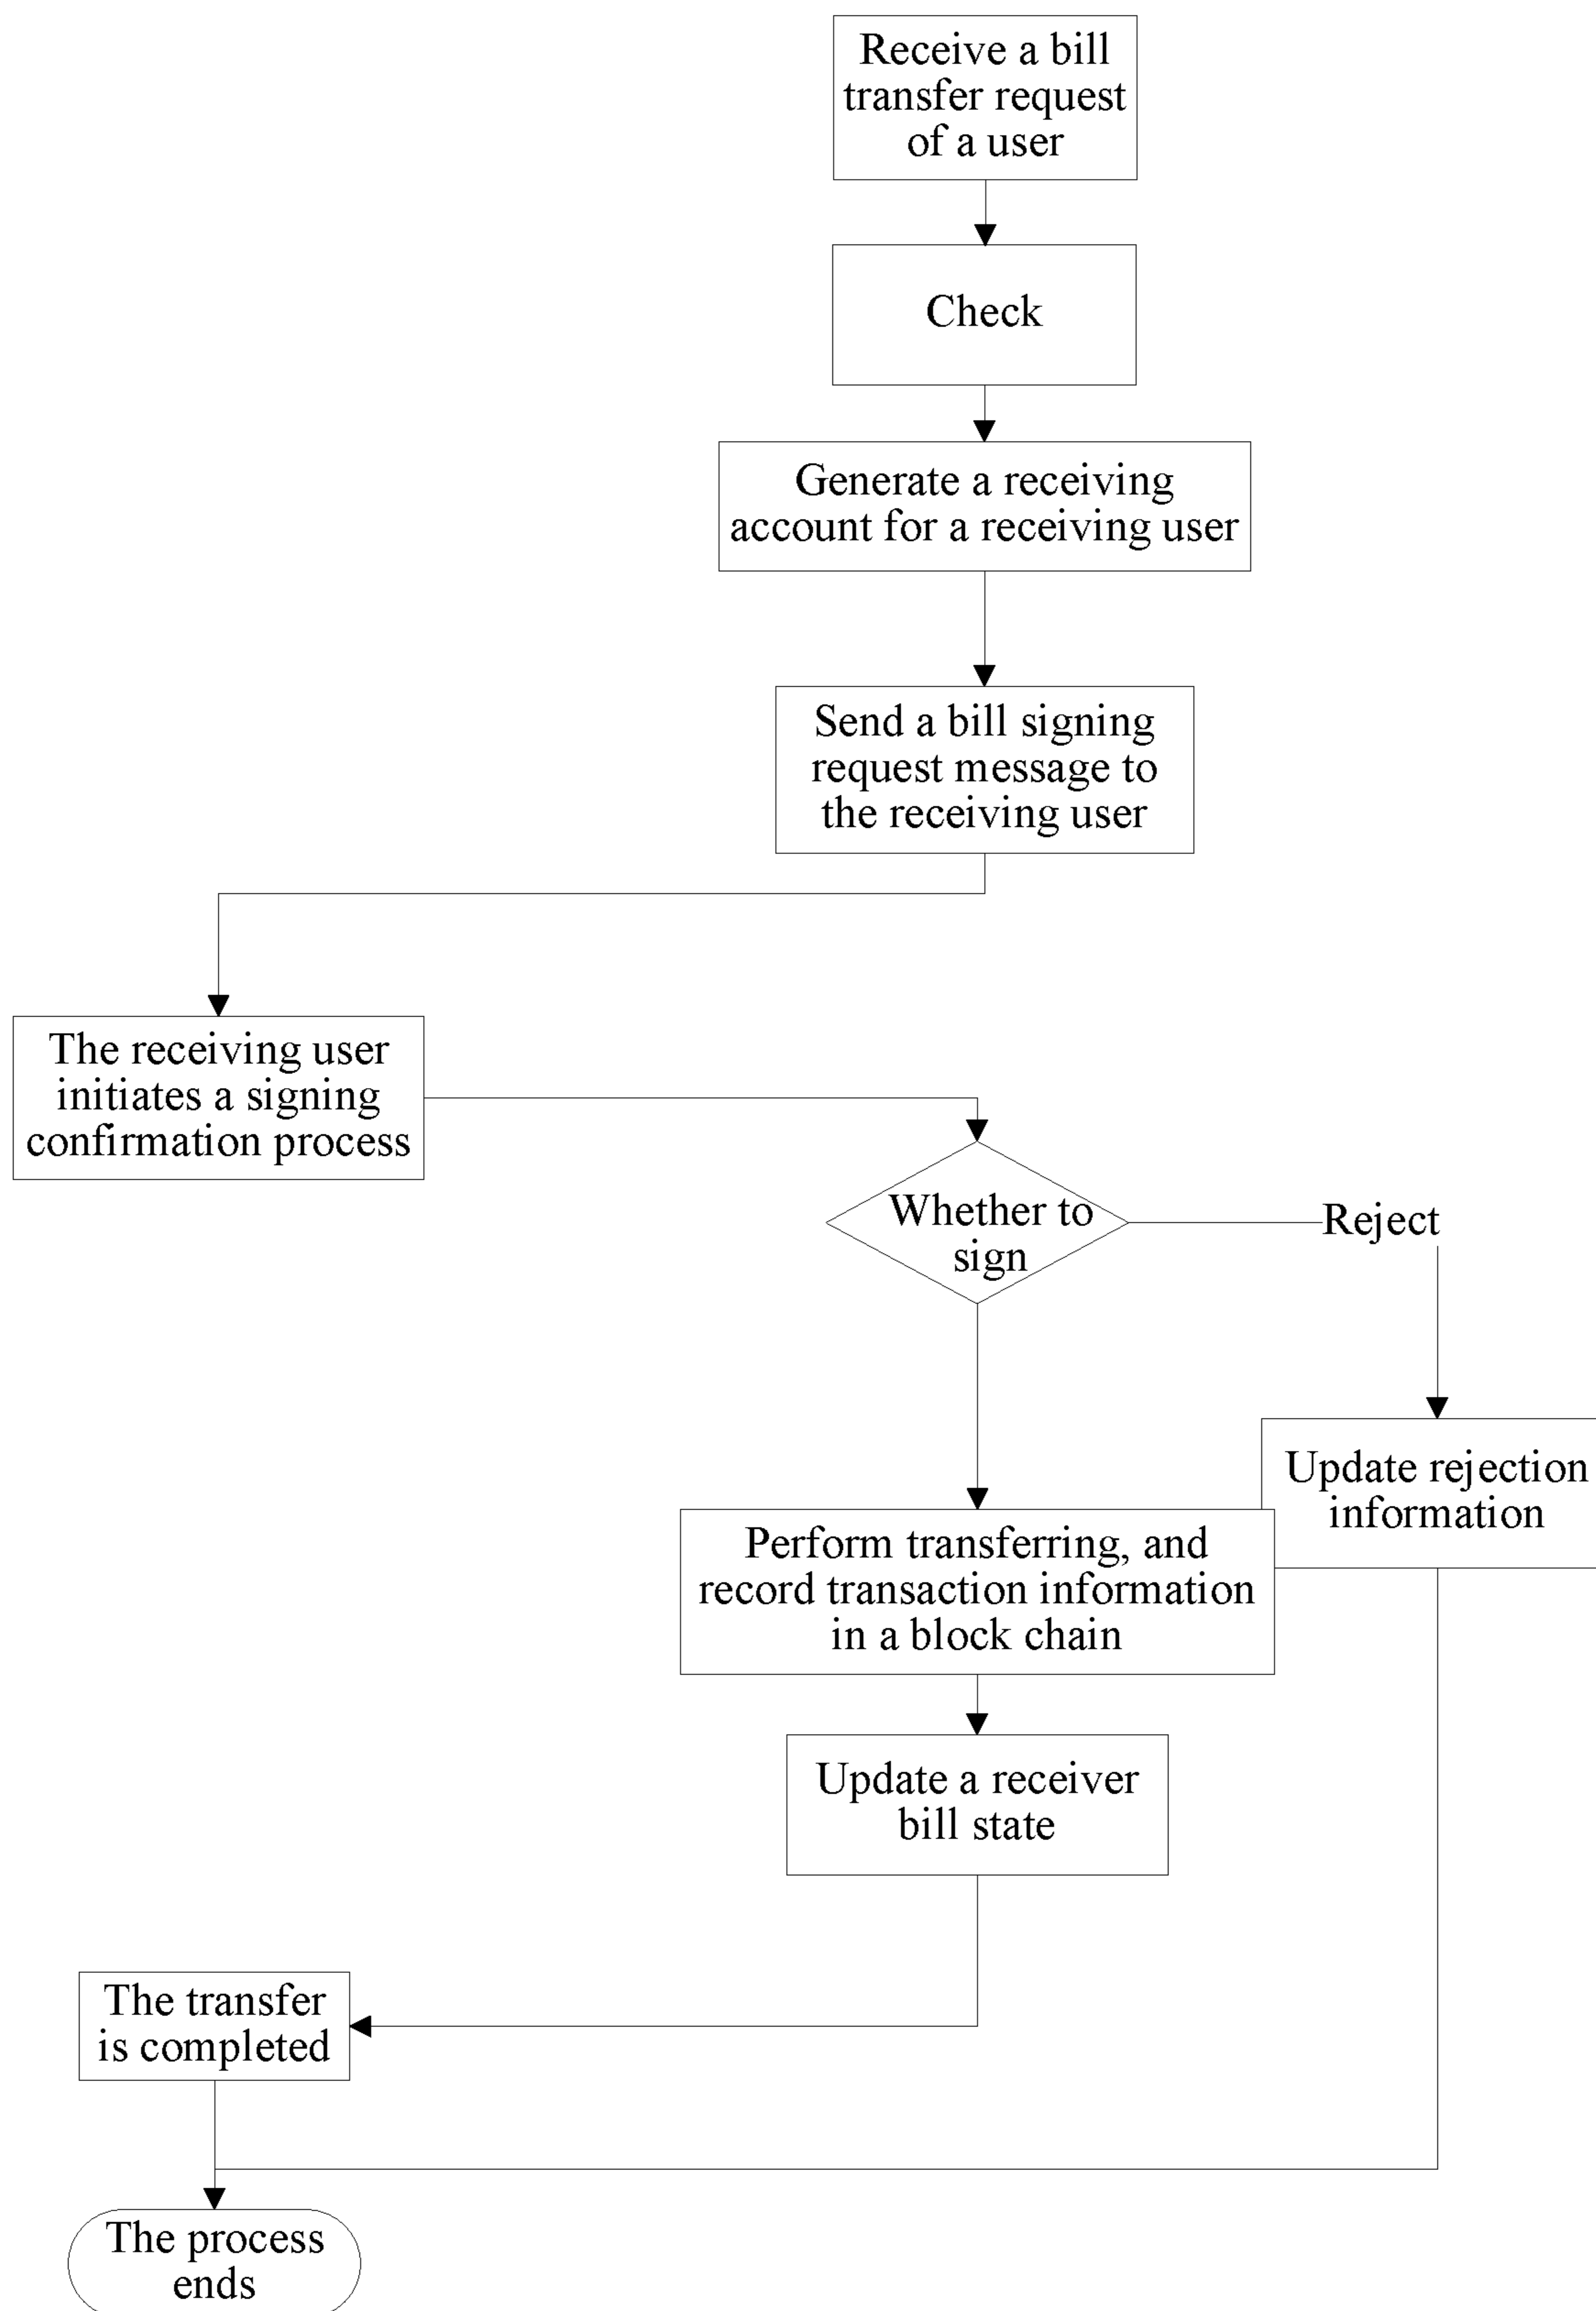 Receive a bill
transfer request
of a user
Check
Generate a receiving
account for a receiving user
Send a bill signing
request message to
the receiving user
The receiving user
initiates a signing
confirmation process
Whether to
sign
Reject
Update rejection
information
Perform transferring, and
record transaction information
in a block chain
Update a receiver
bill state
The transfer
is completed
The process
ends